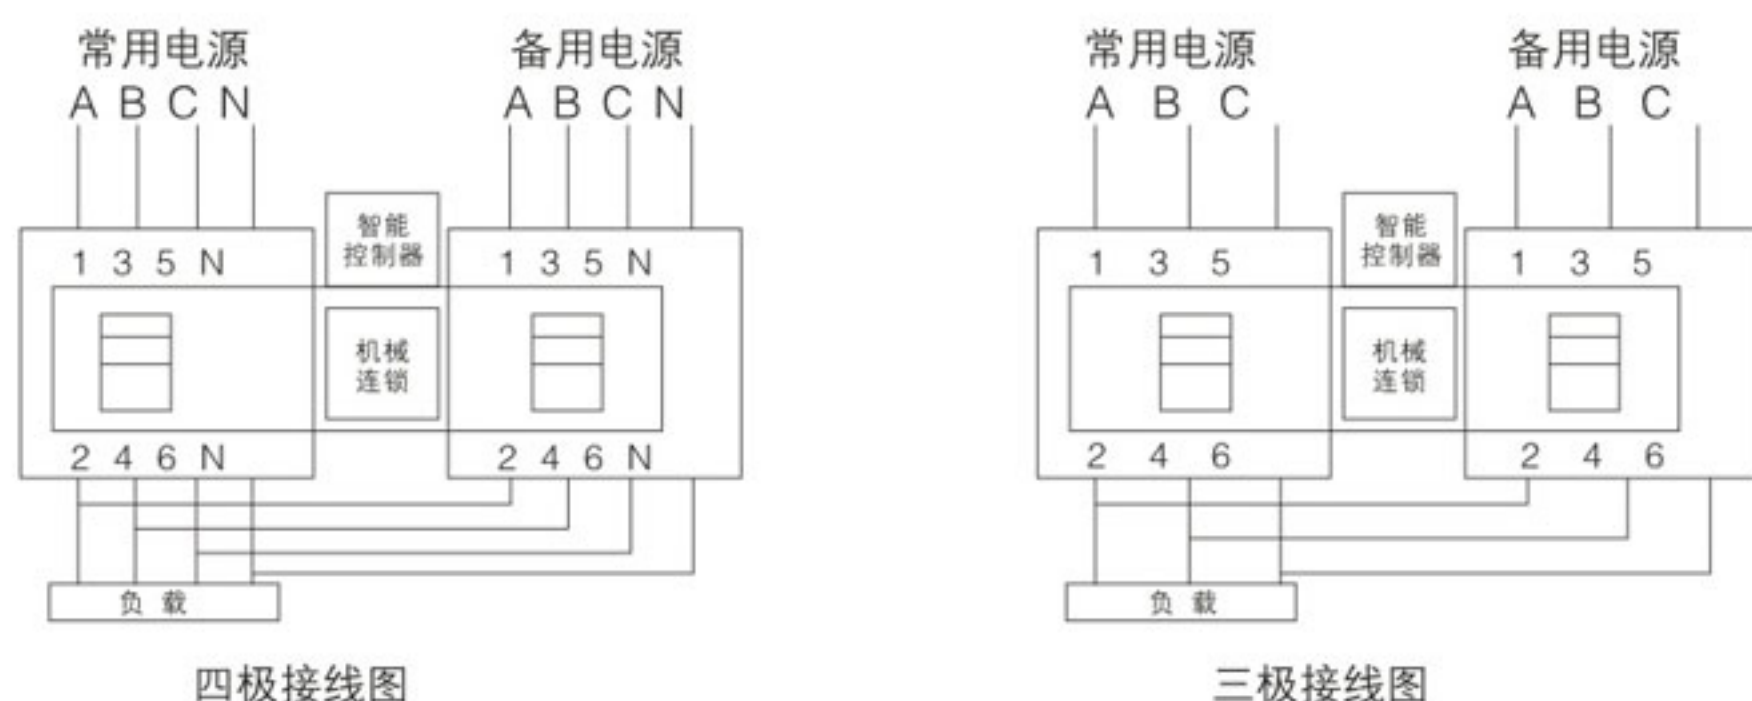 常用电源 备用电源
A B C N A B C N
智能
控制器
1 3 5 N 1 3 5 N
机械
连锁
2 4 6 N 2 4 6 N
负 载
四极接线图
常用电源 备用电源
A B C A B C
智能
控制器
1 3 5 1 3 5
机械
连锁
2 4 6 2 4 6
负 载
三极接线图